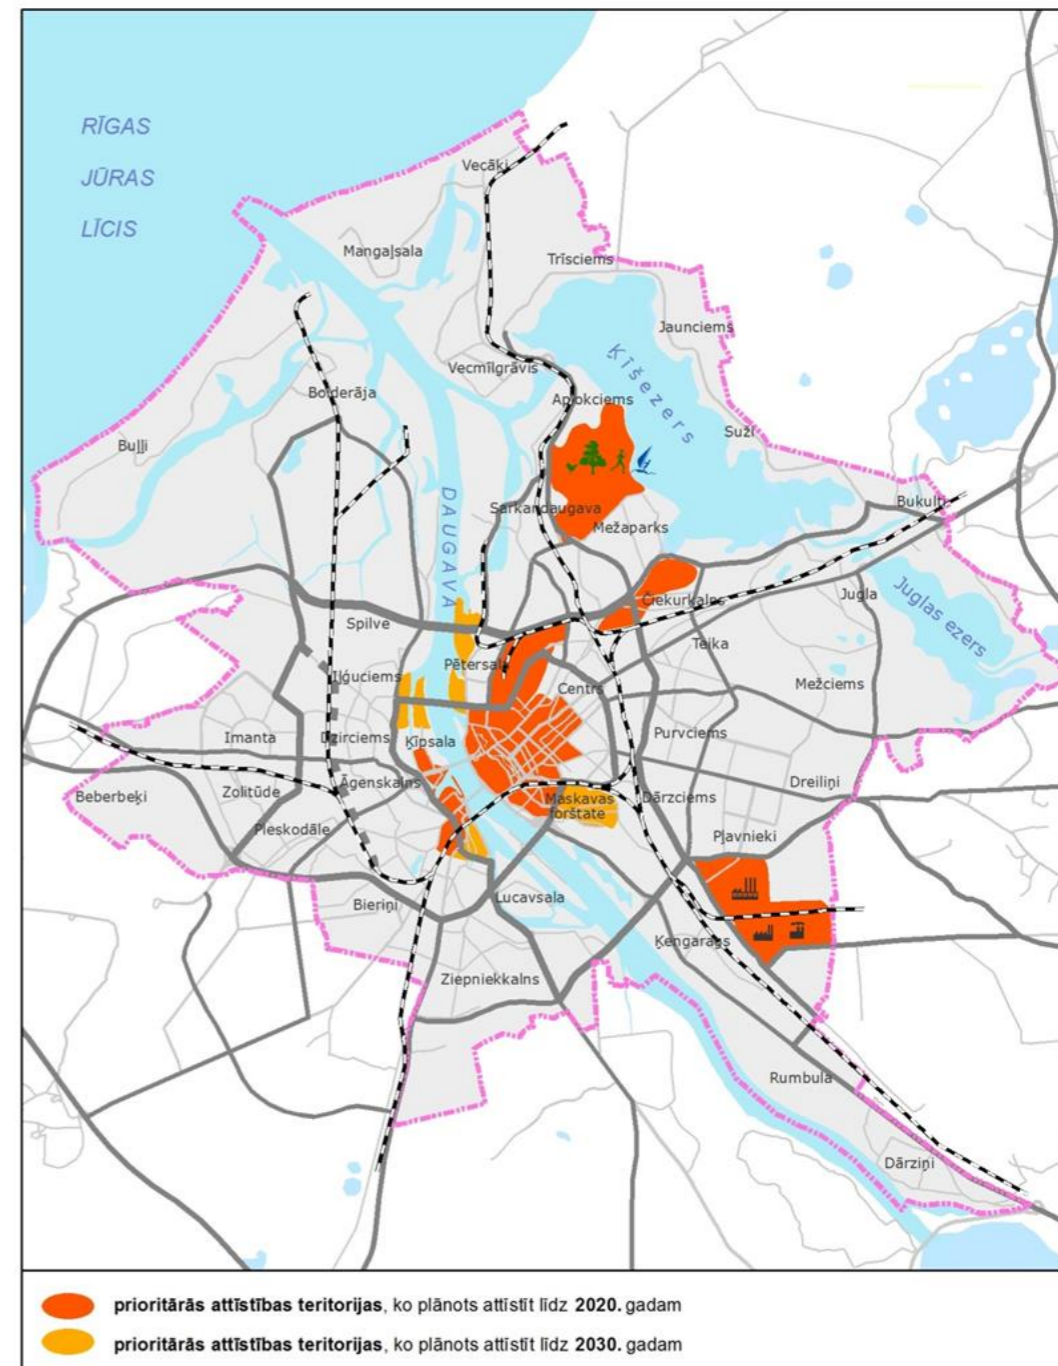 RĪGAS
JŪRAS
LĪCIS
Vecāķi
Mangaļsala
Trīsciems
Jaunciems
Ķīšezers
Vecmīlgrāvis
Bolderāja
Aplokciems
Suži
Buļļi
DAUGAVA
Sarkandaugava
Bukulti
Mežaparks
Čiekurkalns
Jugla
Juglas ezers
Spilve
Teika
Pētersala
Iļģuciems
Centrs
Mežciems
Imanta
Dzirciems
Ķīpsala
Purvciems
Āgenskalns
Dreiliņi
Beberbeķi
Zolitūde
Maskavas
forštate
Dārzciems
Pleskodāle
Pļavnieki
Bieriņi
Lucavsala
Ķengarags
Ziepniekkalns
Rumbula
Dārziņi
prioritārās attīstības teritorijas, ko plānots attīstīt līdz 2020. gadam
prioritārās attīstības teritorijas, ko plānots attīstīt līdz 2030. gadam